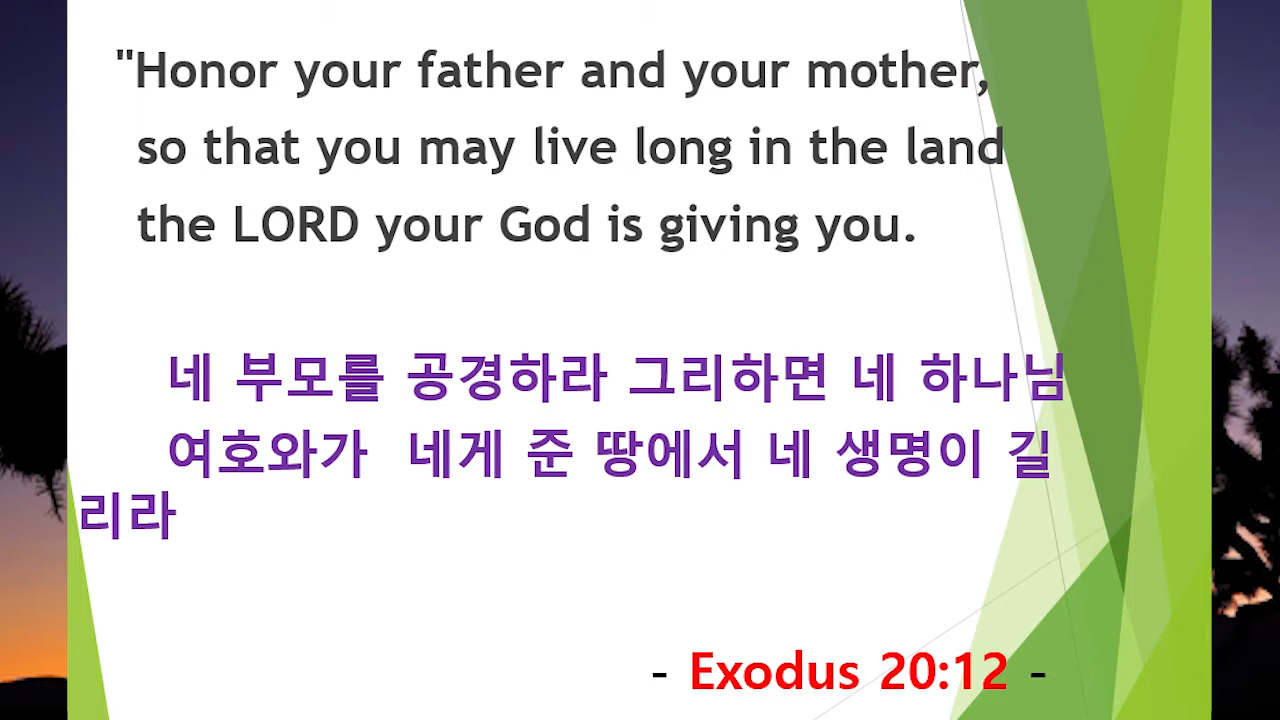 "Honor your father and your mother,
so that you may live long in the land
the LORD your God is giving you.
네 부모를 공경하라 그리하면 네 하나님
여호와가 네게 준 땅에서 네 생명이 길
리라
- Exodus 20:12 -